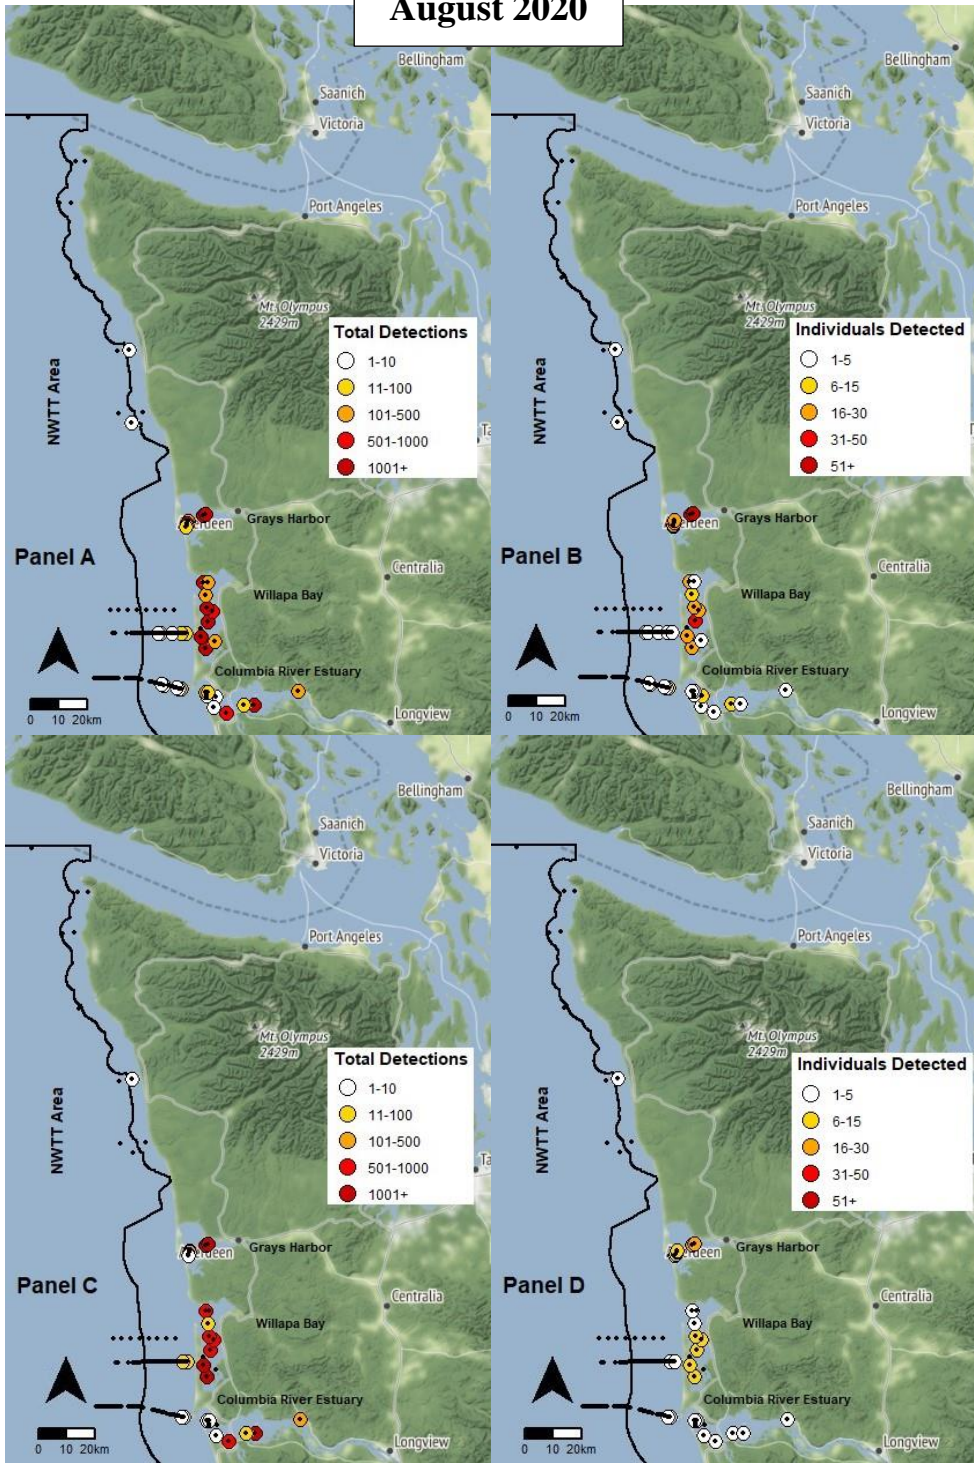 August 2020
Bellingham
Saanich
Victoria
Port Angeles
Mt. Olympus
2429m
NWTT Area
Total Detections
1-10
11-100
101-500
501-1000
1001+
Grays Harbor
Panel A
Centralia
Willapa Bay
Columbia River Estuary
0 10 20km
Longview
Bellingham
Saanich
Victoria
Port Angeles
Mt. Olympus
2429m
NWTT Area
Individuals Detected
1-5
6-15
16-30
31-50
51+
Ta
Grays Harbor
Panel B
Centralia
Willapa Bay
Columbia River Estuary
0 10 20km
Longview
Bellingham
Saanich
Victoria
Port Angeles
Mt. Olympus
2429m
NWTT Area
Total Detections
1-10
11-100
101-500
501-1000
1001+
Ta
Grays Harbor
Panel C
Centralia
Willapa Bay
Columbia River Estuary
0 10 20km
Longview
Bellingham
Saanich
Victoria
Port Angeles
Mt. Olympus
2429m
NWTT Area
Individuals Detected
1-5
6-15
16-30
31-50
51+
Grays Harbor
Panel D
Centralia
Willapa Bay
Columbia River Estuary
0 10 20km
Longview